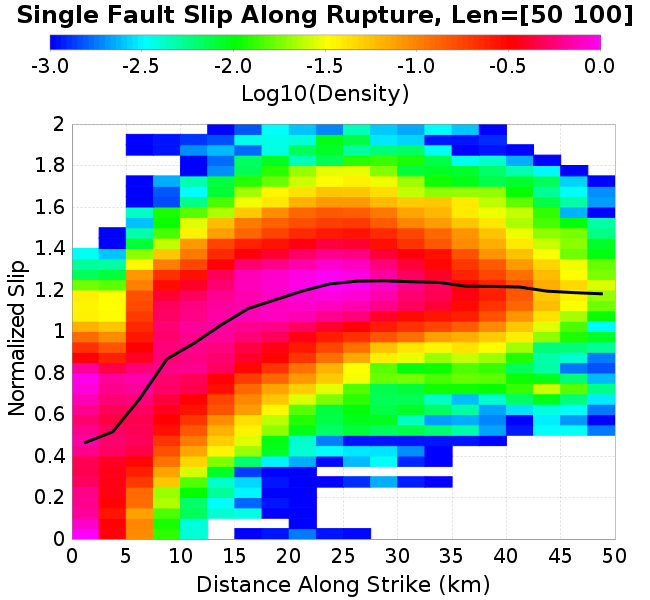 Single Fault Slip Along Rupture, Len=[50 100]
-3.0 -2.5 -2.0 -1.5 -1.0 -0.5 0.0
Log10(Density)
2
1.8
1.6
1.4
1.2
1
0.8
0.6
0.4
0.2
0
Normalized Slip
0 5 10 15 20 25 30 35 40 45 50
Distance Along Strike (km)